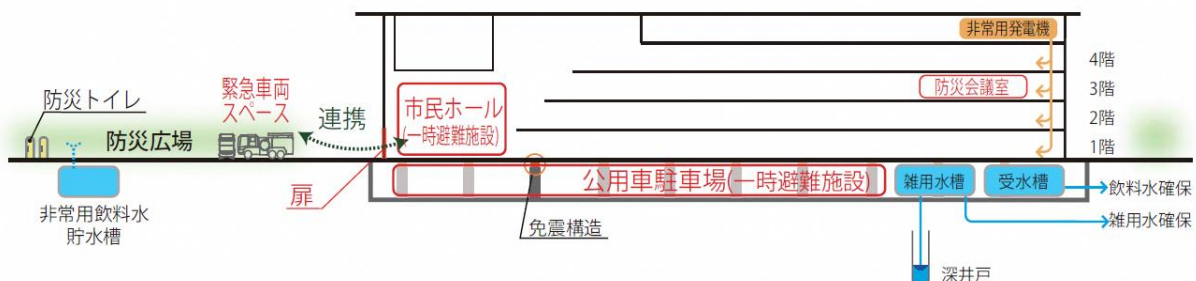 非常用発電機
4階
3階
2階
1階
防災会議室
緊急車両
スペース
防災トイレ
連携
市民ホール
(一時避難施設)
防災広場
公用車駐車場(一時避難施設)
雑用水槽
受水槽
飲料水確保
雑用水確保
扉
免震構造
非常用飲料水
貯水槽
深井戸